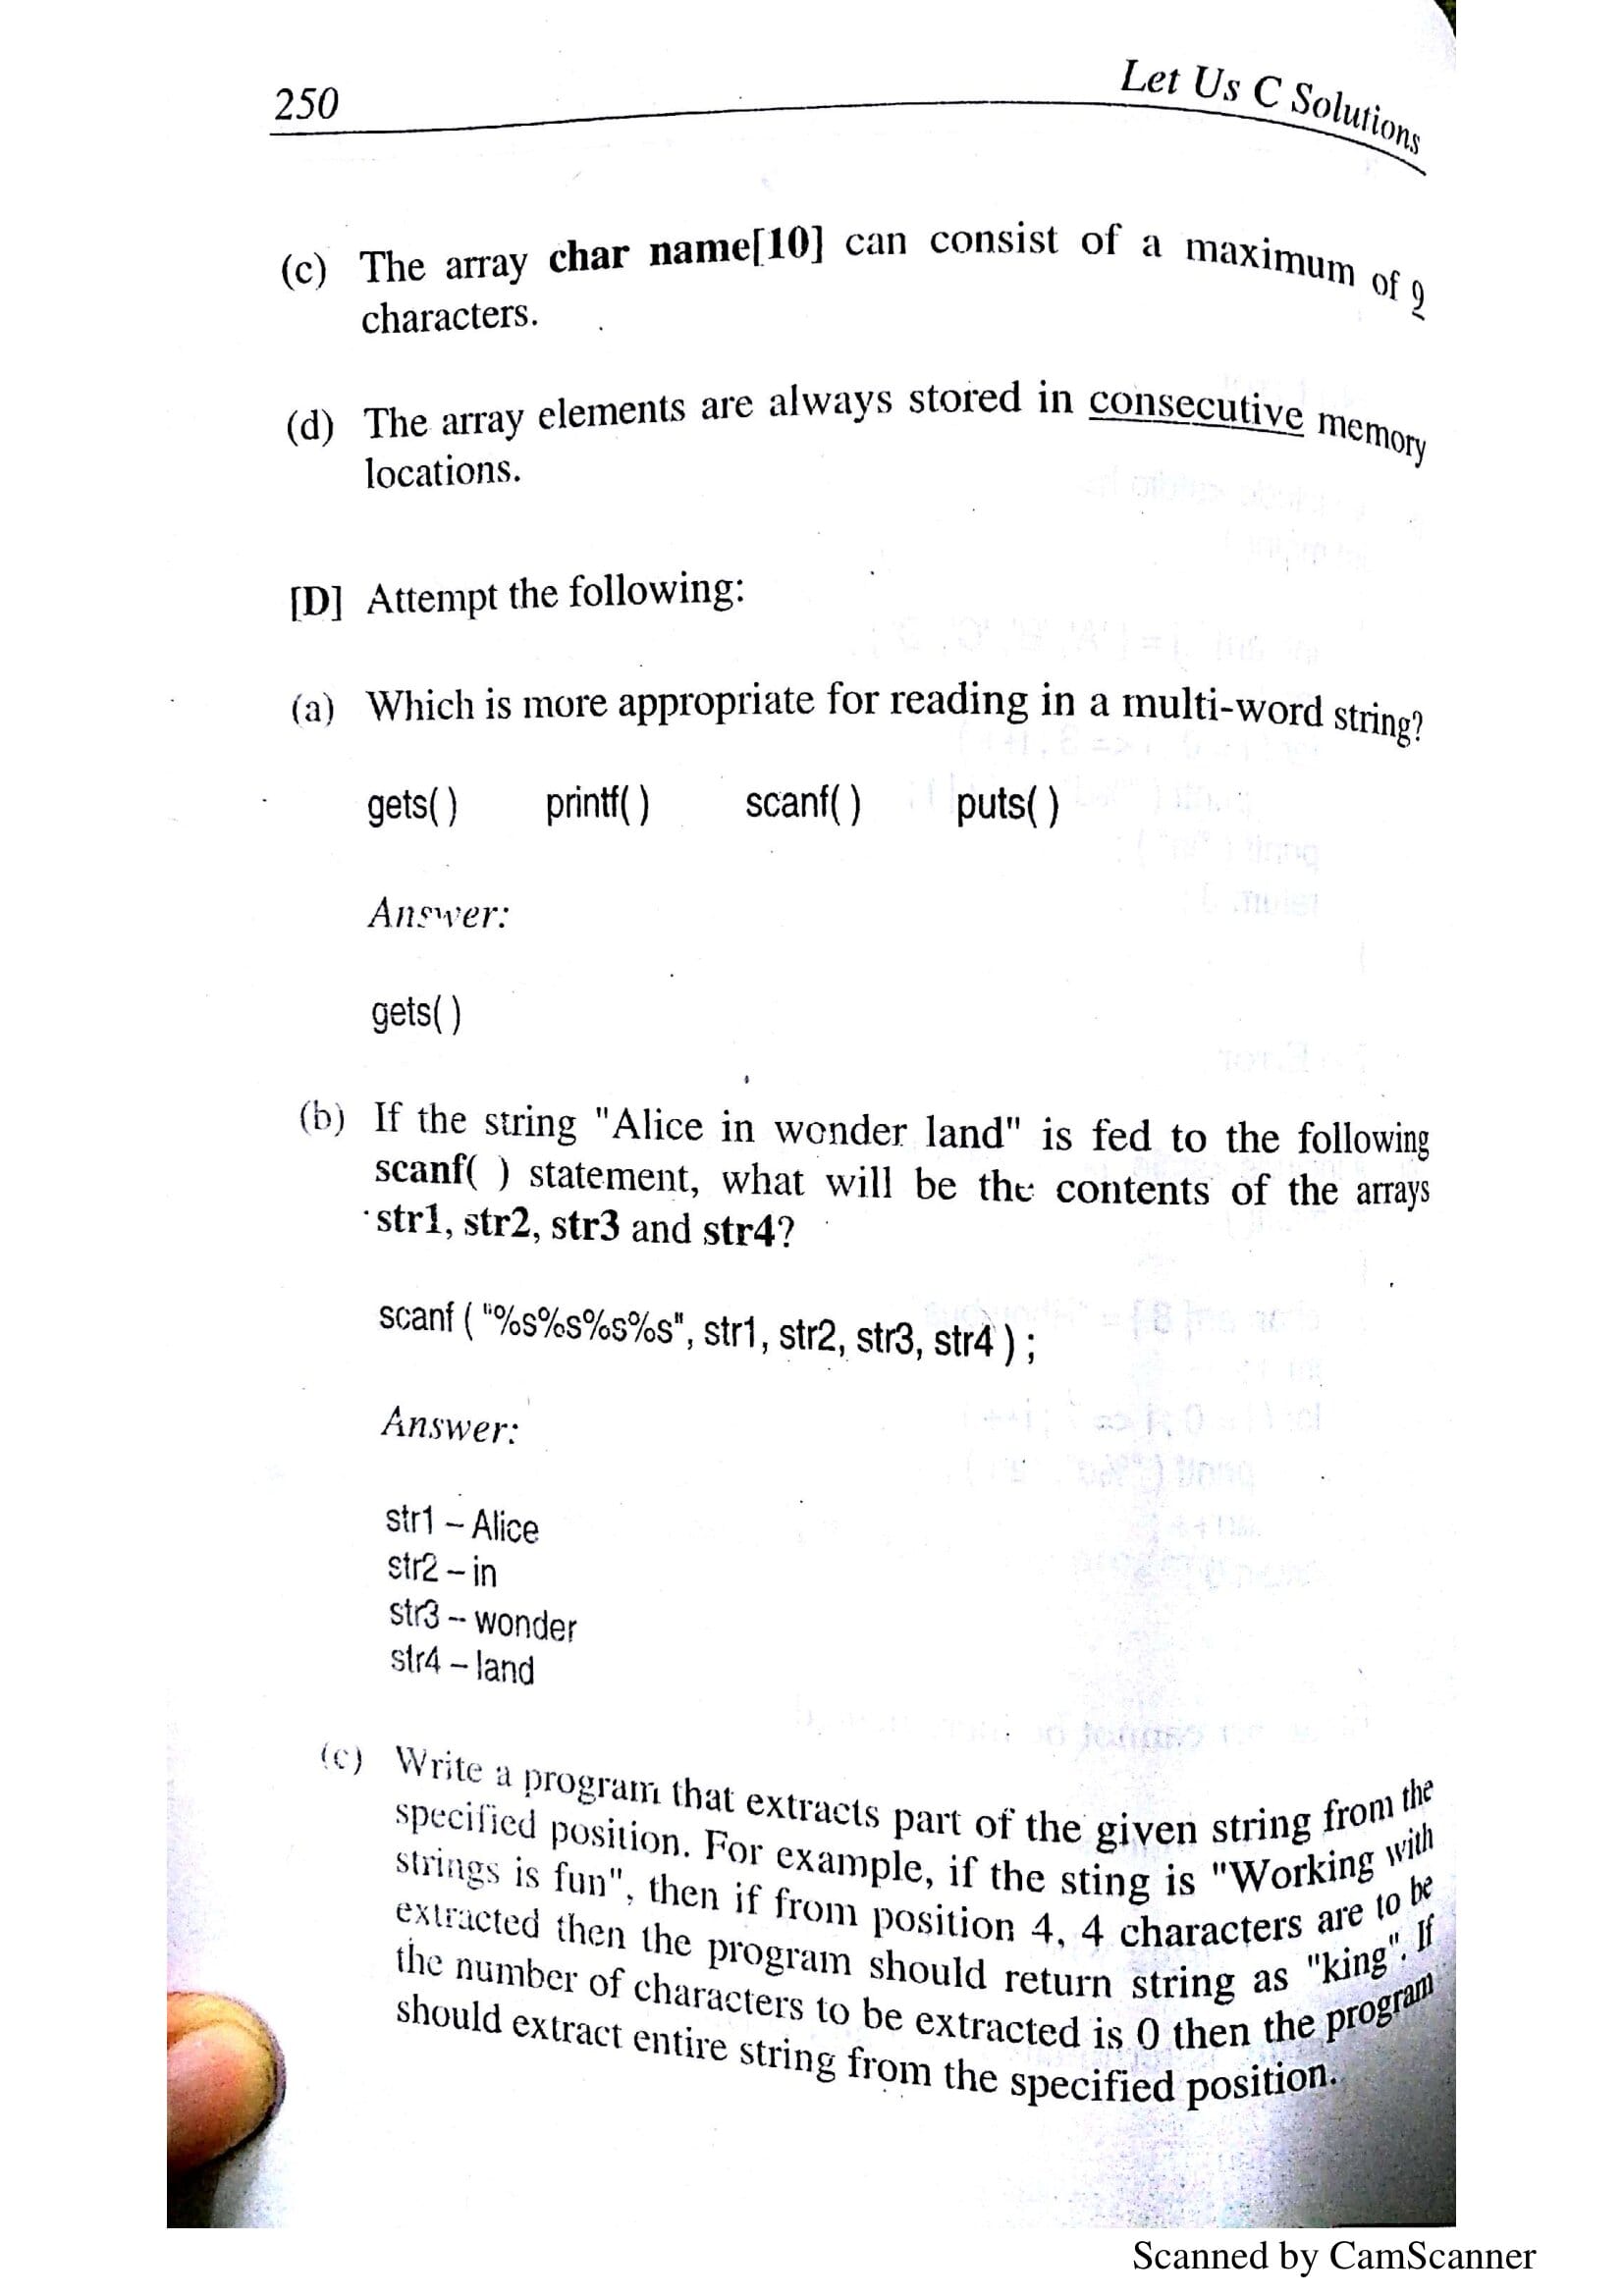 250
Let Us C Solutions
(c) The array char name[10] can consist of a maximum of 9
characters.
(d) The array elements are always stored in consecutive memory
locations.
[D] Attempt the following:
(a) Which is more appropriate for reading in a multi-word string?
gets( ) printf( ) scanf( ) puts( )
Answer:
gets( )
(b) If the string "Alice in wonder land" is fed to the following
scanf( ) statement, what will be the contents of the arrays
str1, str2, str3 and str4?
scanf ( "%s%s%s%s", str1, str2, str3, str4 ) ;
Answer:
str1 – Alice
str2 – in
str3 – wonder
str4 – land
(c) Write a program that extracts part of the given string from the
specified position. For example, if the sting is "Working with
strings is fun", then if from position 4, 4 characters are to be
extracted then the program should return string as "king". If
the number of characters to be extracted is 0 then the program
should extract entire string from the specified position.
Scanned by CamScanner